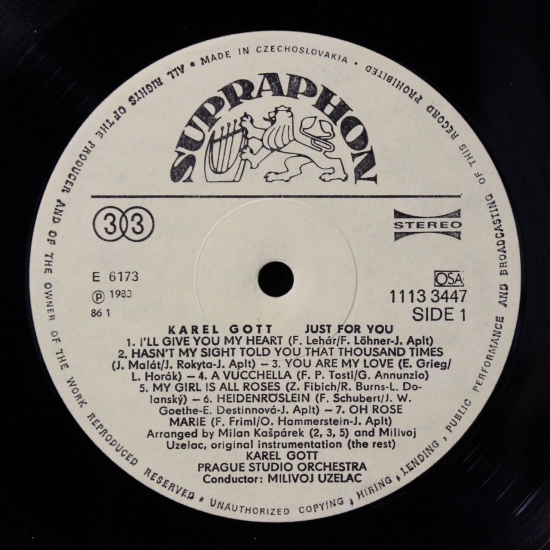 • MADE IN CZECHOSLOVAKIA •
ALL RIGHTS OF THE PRODUCER AND OF THE OWNER OF THE WORK REPRODUCED RESERVED • UNAUTHORIZED COPYING, HIRING, LENDING, PUBLIC PERFORMANCE AND BROADCASTING OF THIS RECORD PROHIBITED
SUPRAPHON
33
STEREO
E 6173
Ⓟ 1983
86 1
OSA
1113 3447
SIDE 1
KAREL GOTT JUST FOR YOU
1. I'LL GIVE YOU MY HEART (F. Lehár/F. Löhner-J. Aplt)
2. HASN'T MY SIGHT TOLD YOU THAT THOUSAND TIMES
(J. Malát/J. Rokyta-J. Aplt) – 3. YOU ARE MY LOVE (E. Grieg/
L. Horák) – 4. A VUCCHELLA (F. P. Tosti/G. Annunzio)
5. MY GIRL IS ALL ROSES (Z. Fibich/R. Burns-L. Do-
lanský) – 6. HEIDENRÖSLEIN (F. Schubert/J. W.
Goethe-E. Destinnová-J. Aplt) – 7. OH ROSE
MARIE (F. Friml/O. Hammerstein-J. Aplt)
Arranged by Milan Kašpárek (2, 3, 5) and Milivoj
Uzelac, original instrumentation (the rest)
KAREL GOTT
PRAGUE STUDIO ORCHESTRA
Conductor: MILIVOJ UZELAC